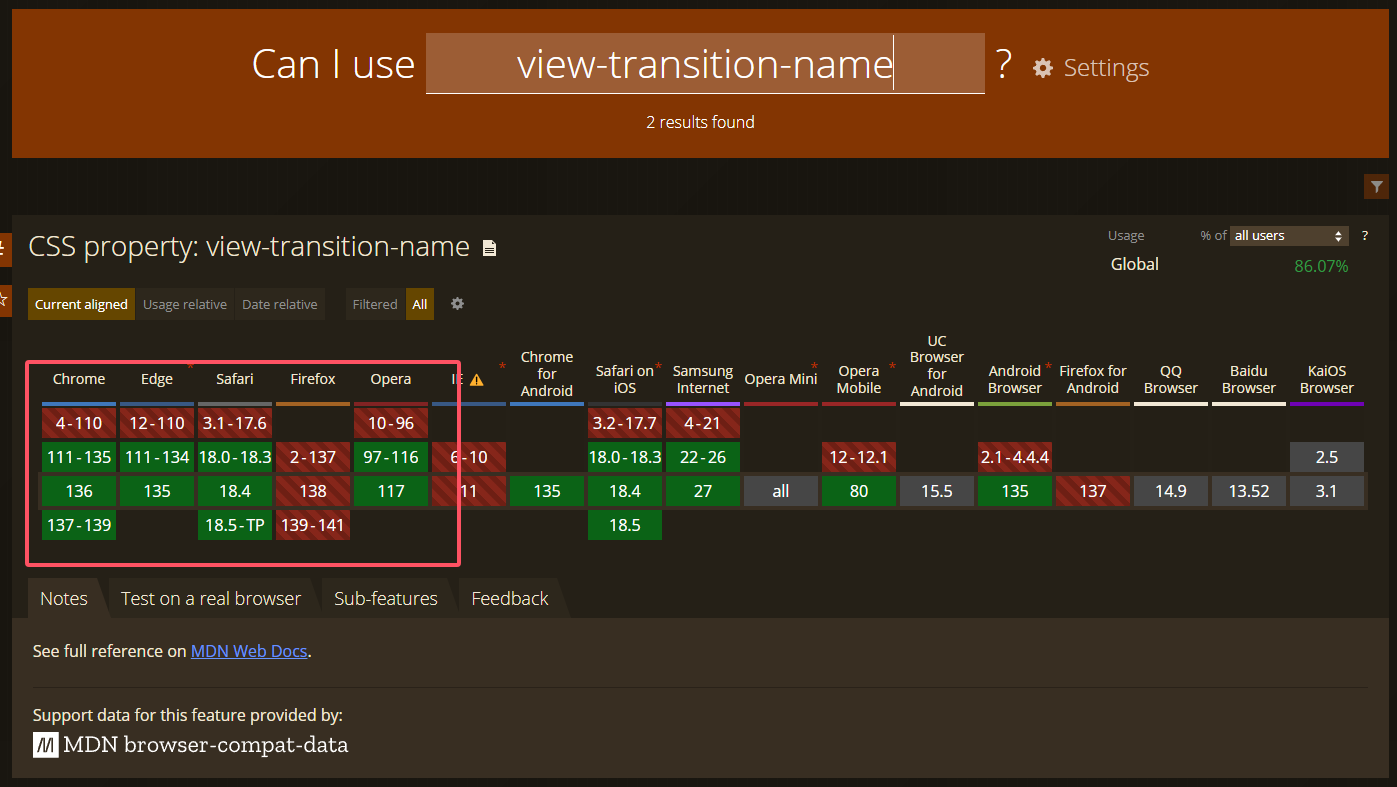 Can I use view-transition-name ? Settings
2 results found
CSS property: view-transition-name
Usage % of all users ?
Global 86.07%
Current aligned Usage relative Date relative Filtered All
Chrome Edge * Safari Firefox Opera IE * Chrome for Android Safari on iOS * Samsung Internet Opera Mini * Opera Mobile * UC Browser for Android Android Browser * Firefox for Android QQ Browser Baidu Browser KaiOS Browser
4-110 12-110 3.1-17.6 10-96 3.2-17.7 4-21
111-135 111-134 18.0-18.3 2-137 97-116 6-10 18.0-18.3 22-26 12-12.1 2.1-4.4.4 2.5
136 135 18.4 138 117 11 135 18.4 27 all 80 15.5 135 137 14.9 13.52 3.1
137-139 18.5-TP 139-141 18.5
Notes Test on a real browser Sub-features Feedback
See full reference on MDN Web Docs.
Support data for this feature provided by:
MDN browser-compat-data